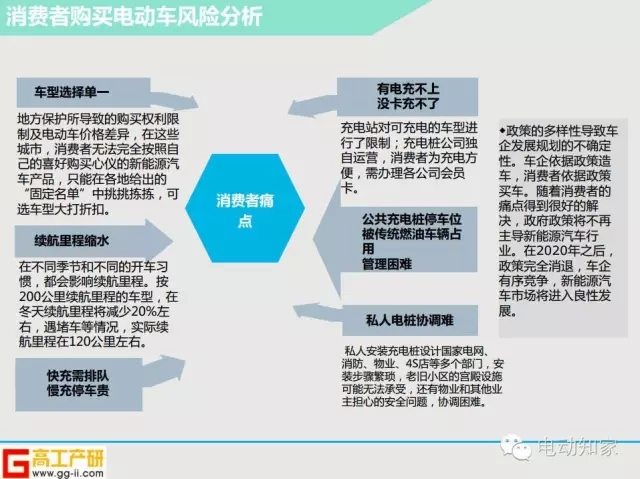 消费者购买电动车风险分析
车型选择单一
地方保护所导致的购买权利限
制及电动车价格差异，在这些
城市，消费者无法完全按照自
己的喜好购买心仪的新能源汽
车产品，只能在各地给出的
“固定名单”中挑挑拣拣，可
选车型大打折扣。
续航里程缩水
在不同季节和不同的开车习
惯，都会影响续航里程。按
200公里续航里程的车型，在
冬天续航里程将减少20%左
右，遇堵车等情况，实际续
航里程在120公里左右。
快充需排队
慢充停车贵
消费者痛
点
有电充不上
没卡充不了
充电站对可充电的车型进
行了限制；充电桩公司独
自运营，消费者为充电方
便，需办理各公司会员
卡。
公共充电桩停车位
被传统燃油车辆占
用
管理困难
私人电桩协调难
私人安装充电桩设计国家电网、
消防、物业、4S店等多个部门，安
装步骤繁琐，老旧小区的宫殿设施
可能无法承受，还有物业和其他业
主担心的安全问题，协调困难。
◆政策的多样性导致车
企发展规划的不确定
性。车企依据政策造
车，消费者依据政策
买车。随着消费者的
痛点得到很好的解
决，政府政策将不再
主导新能源汽车行
业。在2020年之后，
政策完全消退，车企
有序竞争，新能源汽
车市场将进入良性发
展。
高工产研
www.gg-ii.com
电动知家